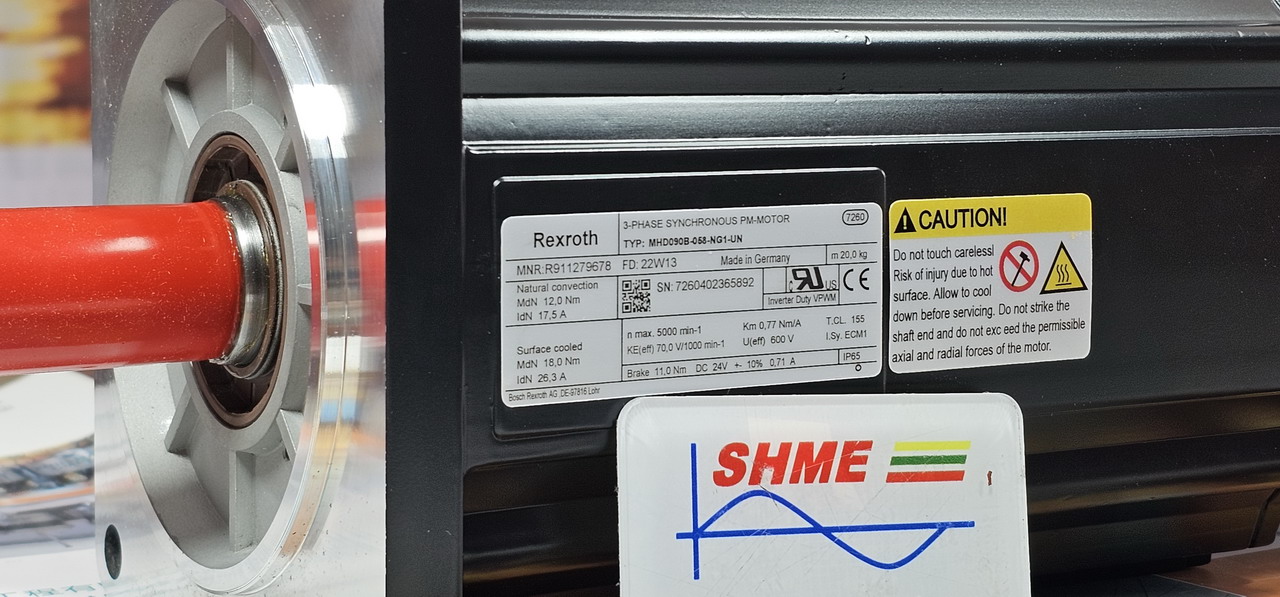 Rexroth
3-PHASE SYNCHRONOUS PM-MOTOR
7260
TYP: MHD090B-058-NG1-UN
MNR:R911279678 FD: 22W13 Made in Germany m 20,0 kg
Natural convection
MdN 12,0 Nm
IdN 17,5 A
SN: 7260402365892
US
Inverter Duty VPWM
CE
Surface cooled
MdN 18,0 Nm
IdN 26,3 A
n max. 5000 min-1 Km 0,77 Nm/A T.CL. 155
KE(eff) 70,0 V/1000 min-1 U(eff) 600 V I.Sy. ECM1
Brake 11,0 Nm DC 24V +- 10% 0,71 A IP65
Bosch Rexroth AG ,DE-97816 Lohr
CAUTION!
Do not touch carelessl
Risk of injury due to hot
surface. Allow to cool
down before servicing. Do not strike the
shaft end and do not exc eed the permissible
axial and radial forces of the motor.
SHME